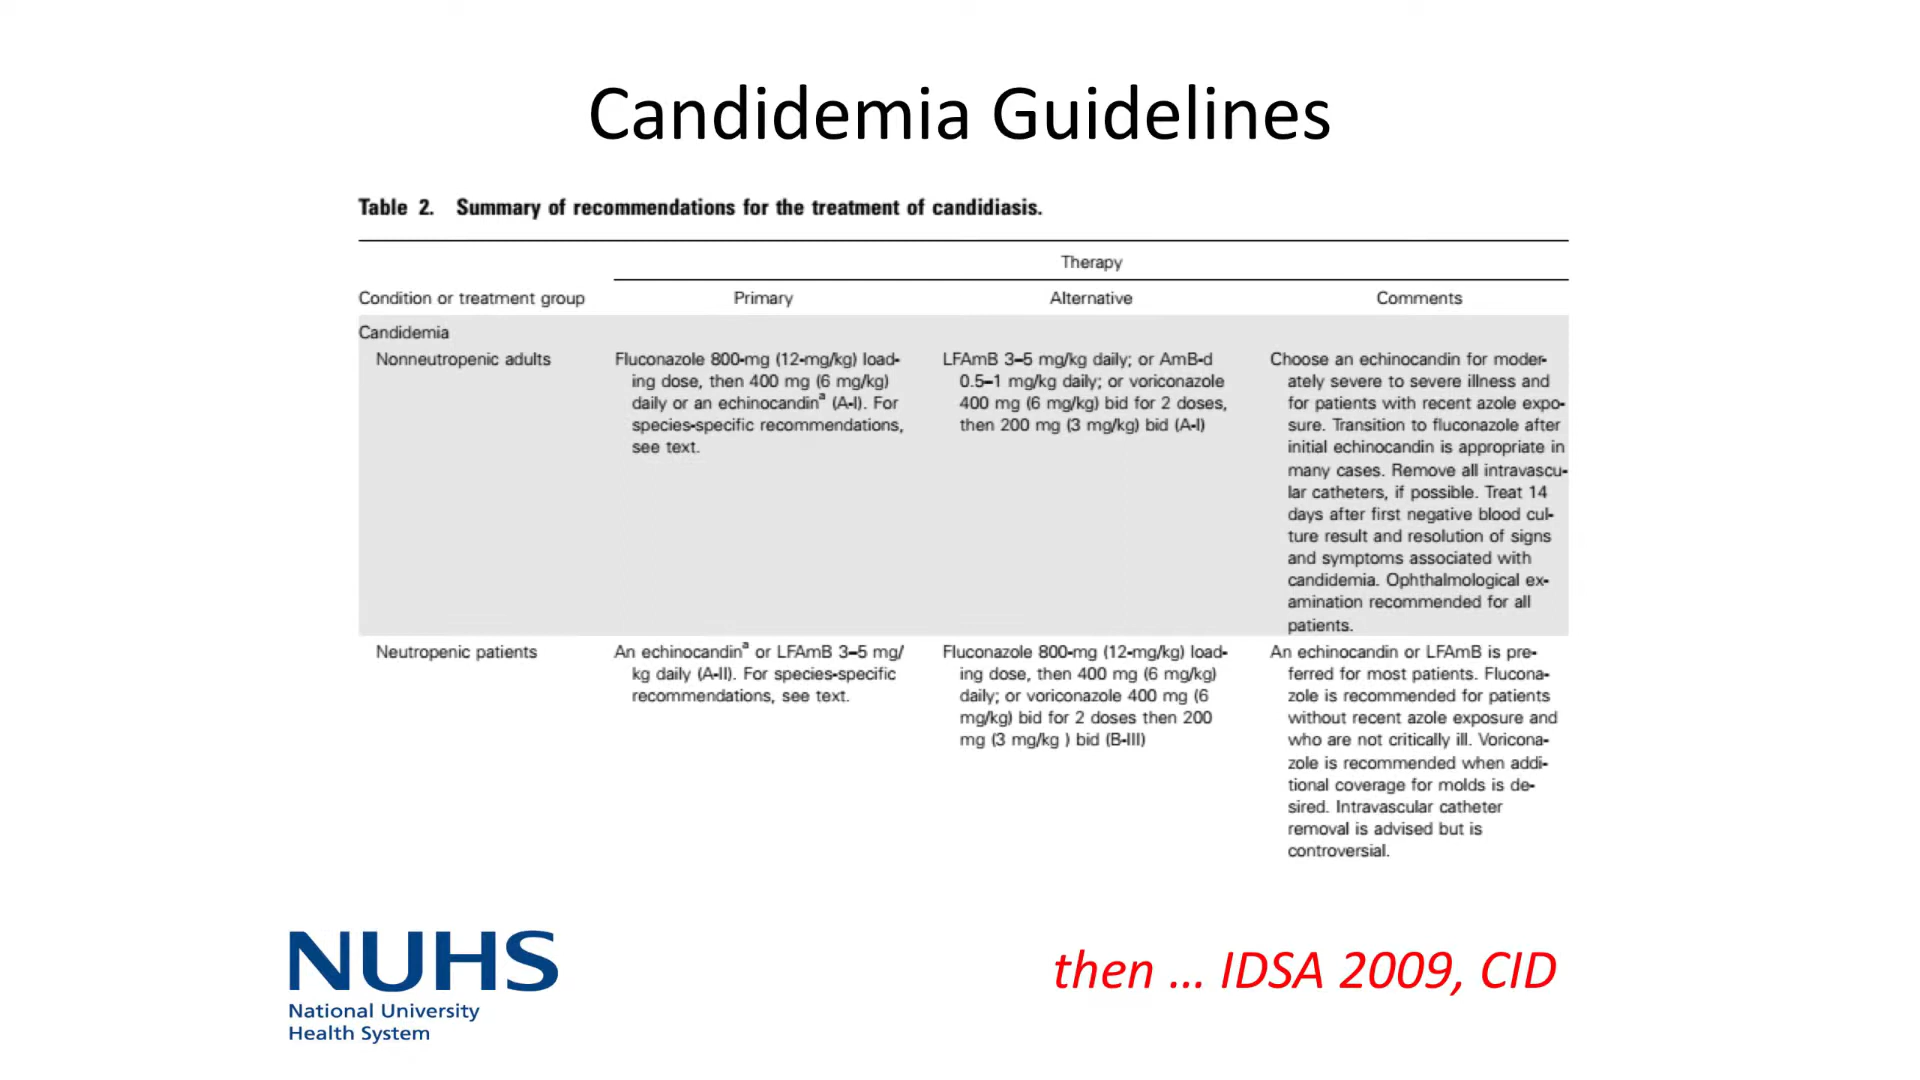 Candidemia Guidelines
Table 2. Summary of recommendations for the treatment of candidiasis.
Therapy
Condition or treatment group Primary Alternative Comments
Candidemia
Nonneutropenic adults
Fluconazole 800-mg (12-mg/kg) load-
ing dose, then 400 mg (6 mg/kg)
daily or an echinocandinª (A-I). For
species-specific recommendations,
see text.
LFAmB 3–5 mg/kg daily; or AmB-d
0.5–1 mg/kg daily; or voriconazole
400 mg (6 mg/kg) bid for 2 doses,
then 200 mg (3 mg/kg) bid (A-I)
Choose an echinocandin for moder-
ately severe to severe illness and
for patients with recent azole expo-
sure. Transition to fluconazole after
initial echinocandin is appropriate in
many cases. Remove all intravascu-
lar catheters, if possible. Treat 14
days after first negative blood cul-
ture result and resolution of signs
and symptoms associated with
candidemia. Ophthalmological ex-
amination recommended for all
patients.
Neutropenic patients
An echinocandinª or LFAmB 3–5 mg/
kg daily (A-II). For species-specific
recommendations, see text.
Fluconazole 800-mg (12-mg/kg) load-
ing dose, then 400 mg (6 mg/kg)
daily; or voriconazole 400 mg (6
mg/kg) bid for 2 doses then 200
mg (3 mg/kg ) bid (B-III)
An echinocandin or LFAmB is pre-
ferred for most patients. Flucona-
zole is recommended for patients
without recent azole exposure and
who are not critically ill. Voricona-
zole is recommended when addi-
tional coverage for molds is de-
sired. Intravascular catheter
removal is advised but is
controversial.
NUHS
National University
Health System
then ... IDSA 2009, CID